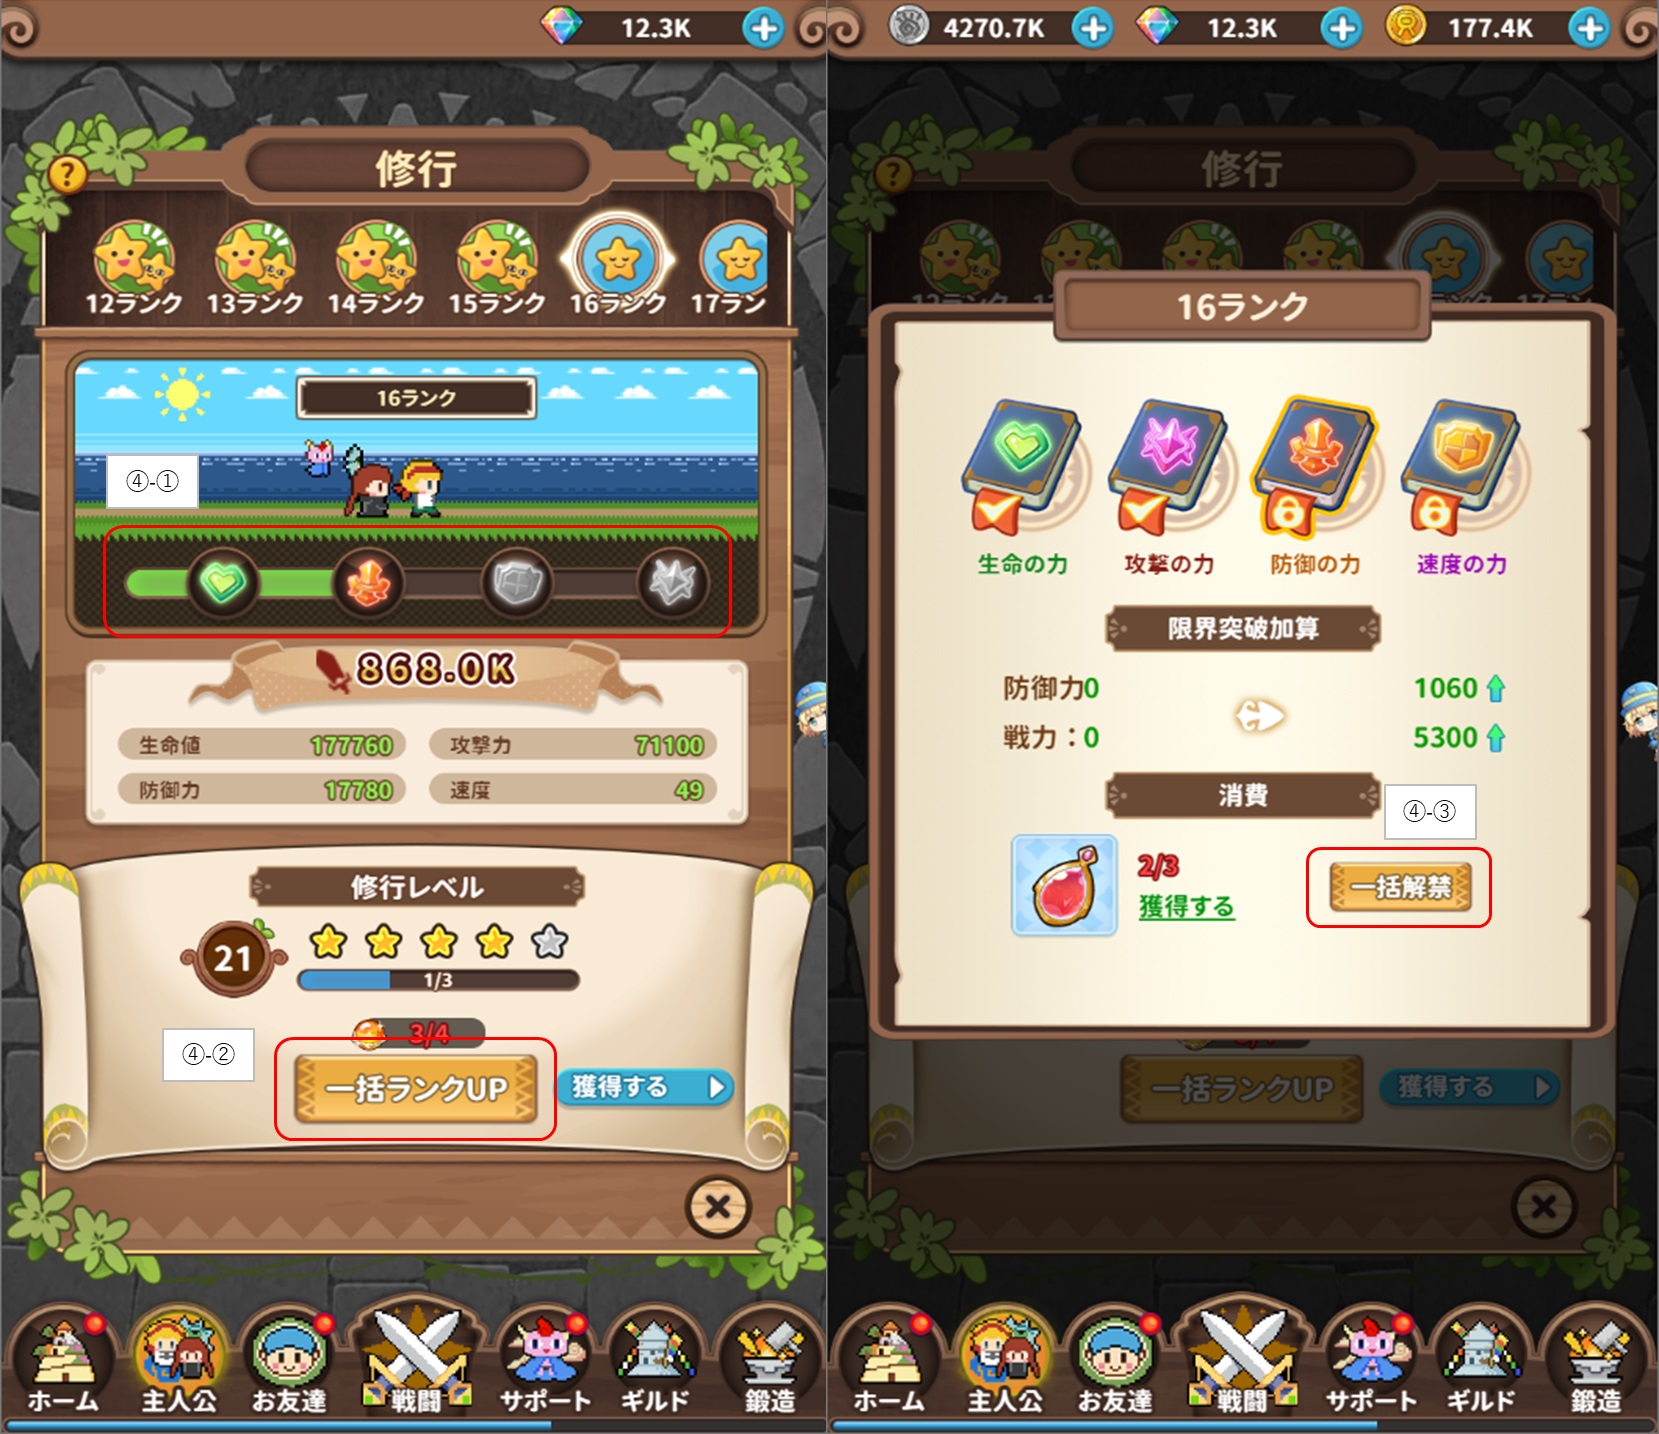 12.3K
?
修行
12ランク
13ランク
14ランク
15ランク
16ランク
17ラン
16ランク
④-①
868.0K
生命値 177760
攻撃力 71100
防御力 17780
速度 49
修行レベル
21
1/3
3/4
④-②
一括ランクUP
獲得する
ホーム
主人公
お友達
戦闘
サポート
ギルド
鍛造
4270.7K
12.3K
177.4K
?
修行
16ランク
生命の力
攻撃の力
防御の力
速度の力
限界突破加算
防御力0 1060
戦力：0 5300
消費
④-③
2/3
獲得する
一括解禁
一括ランクUP
獲得する
ホーム
主人公
お友達
戦闘
サポート
ギルド
鍛造